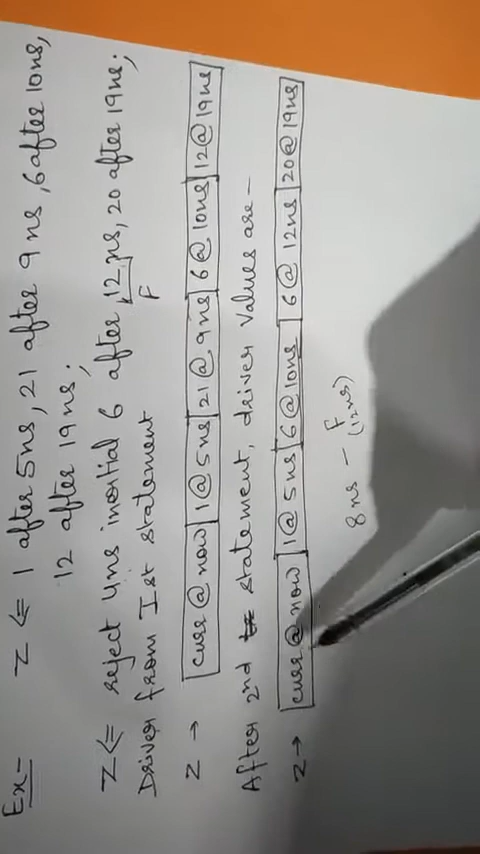 Ex- Z <= 1 after 5ns, 21 after 9 ns, 6 after 10ns,
12 after 19ns;
Z <= reject 4ns inertial 6 after 12 ns, 20 after 19ns;
F
Driver from Ist statement
Z → curr @ now | 1 @ 5ns | 21 @ 9ns | 6 @ 10ns | 12 @ 19ns
After 2nd statement, driver values are -
Z → curr @ now | 1 @ 5ns | 6 @ 10ns | 6 @ 12ns | 20 @ 19ns
8ns - F
(12ns)